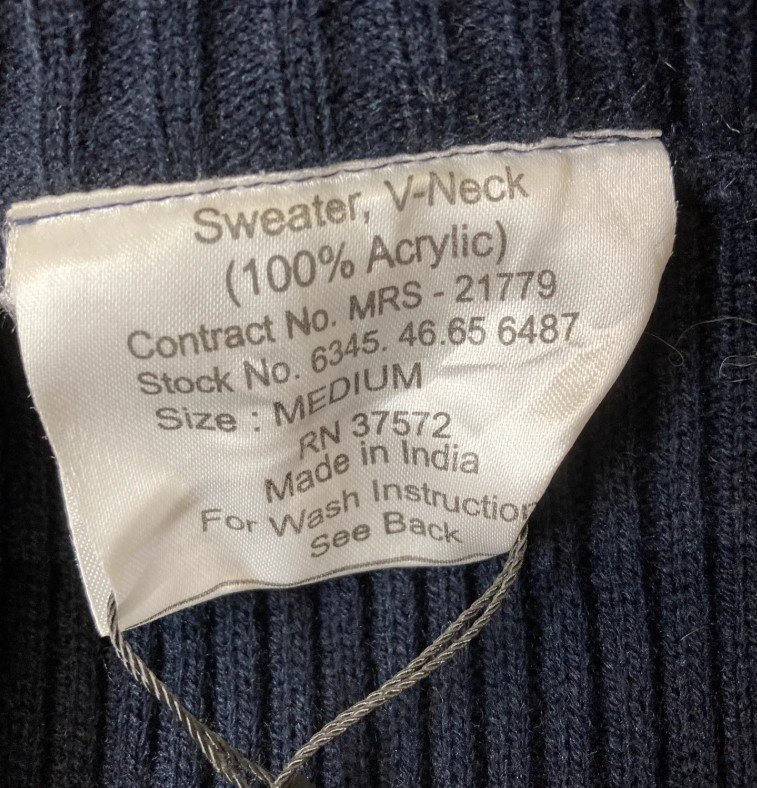 Sweater, V-Neck
(100% Acrylic)
Contract No. MRS - 21779
Stock No. 6345. 46.65 6487
Size : MEDIUM
RN 37572
Made in India
For Wash Instruction
See Back